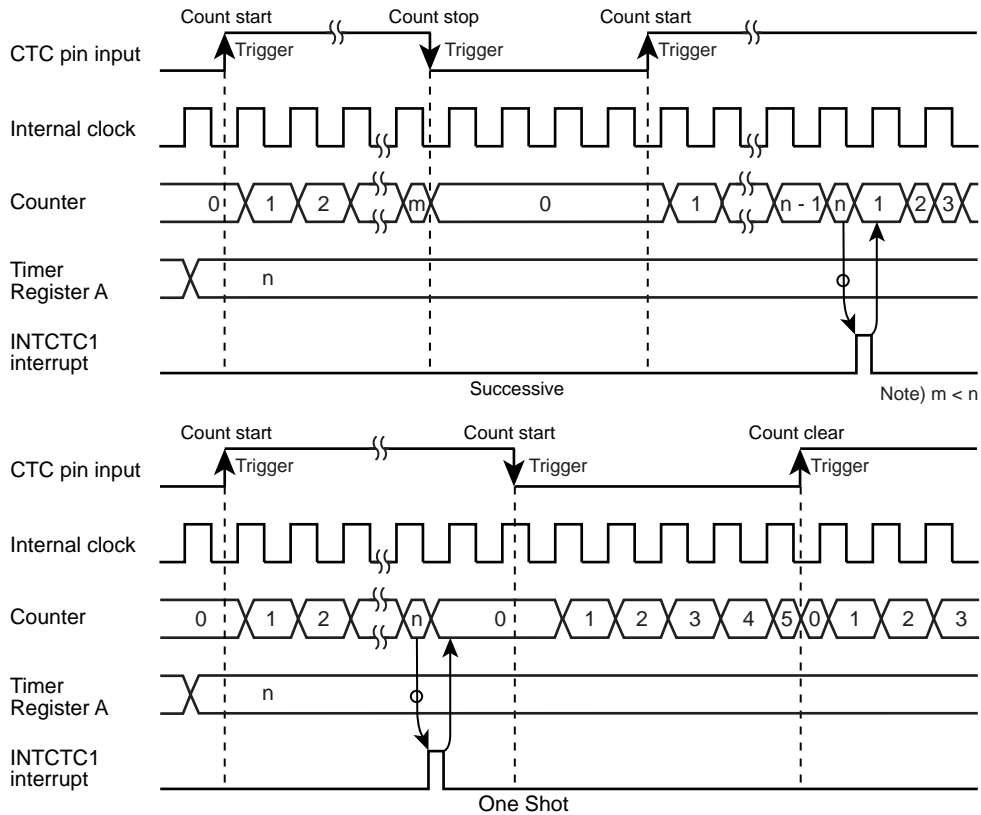 Count start Count stop Count start
CTC pin input Trigger Trigger Trigger
Internal clock
Counter 0 1 2 m 0 1 n - 1 n 1 2 3
Timer
Register A n
INTCTC1
interrupt
Successive
Note) m < n
Count start Count start Count clear
CTC pin input Trigger Trigger Trigger
Internal clock
Counter 0 1 2 n 0 1 2 3 4 5 0 1 2 3
Timer
Register A n
INTCTC1
interrupt
One Shot